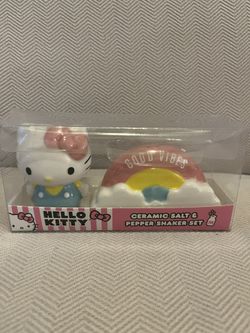 GOOD VIBES
HELLO
KITTY
CERAMIC SALT &
PEPPER SHAKER SET